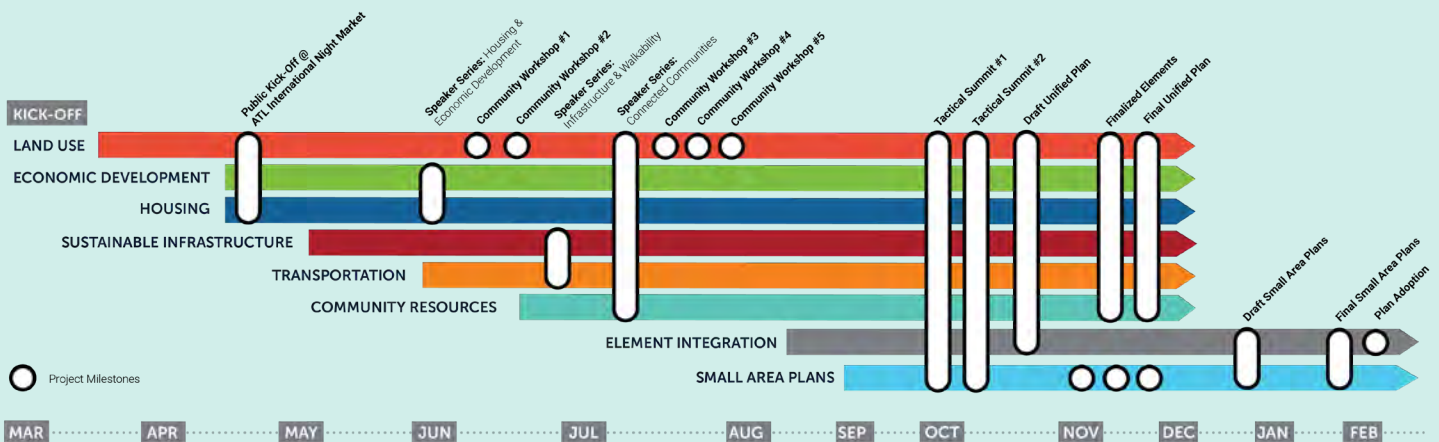 Public Kick-Off @
ATL International Night Market
Speaker Series: Housing &
Economic Development
Community Workshop #1
Community Workshop #2
Speaker Series:
Infrastructure & Walkability
Speaker Series:
Connected Communities
Community Workshop #3
Community Workshop #4
Community Workshop #5
Tactical Summit #1
Tactical Summit #2
Draft Unified Plan
Finalized Elements
Final Unified Plan
KICK-OFF
LAND USE
ECONOMIC DEVELOPMENT
HOUSING
SUSTAINABLE INFRASTRUCTURE
TRANSPORTATION
COMMUNITY RESOURCES
Draft Small Area Plans
Final Small Area Plans
Plan Adoption
ELEMENT INTEGRATION
SMALL AREA PLANS
Project Milestones
MAR APR MAY JUN JUL AUG SEP OCT NOV DEC JAN FEB